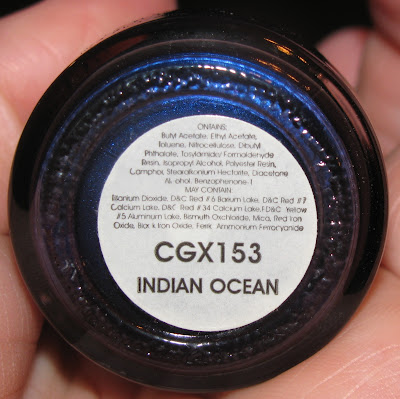 CONTAINS:
Butyl Acetate, Ethyl Acetate,
Toluene, Nitrocellulose, Dibutyl
Phthalate, Tosylamide/ Formaldehyde
Resin, Isopropyl Alcohol, Polyester Resin,
Camphor, Stearalkonium Hectorite, Diacetone
Al ohol, Benzophenone-1
MAY CONTAIN:
Titanium Dioxide, D&C Red #6 Barium Lake, D&C Red #7
Calcium Lake, D&C Red #34 Calcium Lake, FD&C Yellow
#5 Aluminum Lake, Bismuth Oxchloride, Mica, Red Iron
Oxide, Black Iron Oxide, Ferric Ammonium Ferrocyanide
CGX153
INDIAN OCEAN